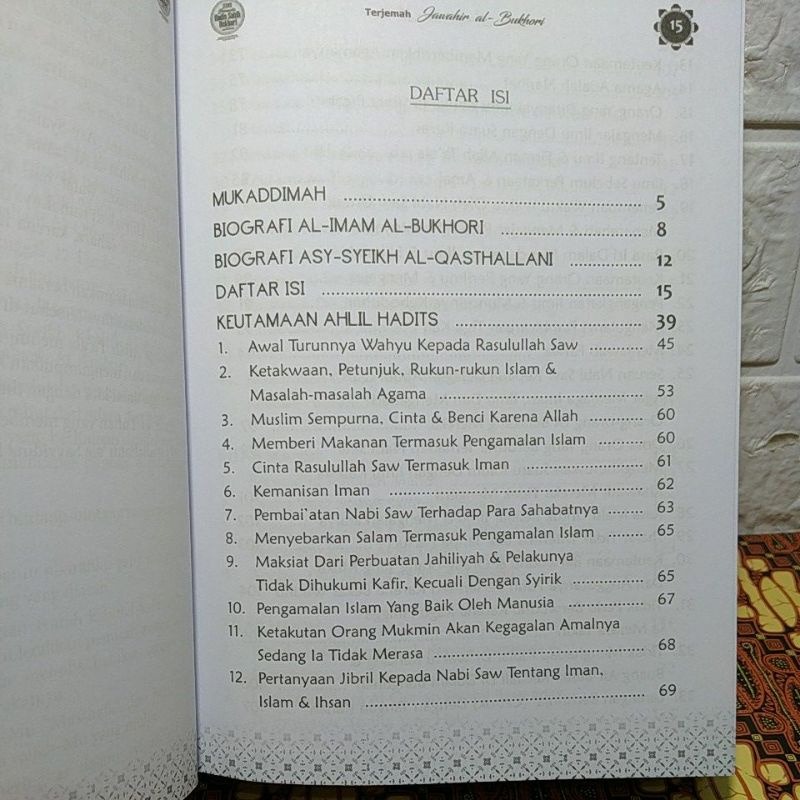 Terjemah Jawahir al-Bukhori
15
DAFTAR ISI
MUKADDIMAH ........ 5
BIOGRAFI AL-IMAM AL-BUKHORI ........ 8
BIOGRAFI ASY-SYEIKH AL-QASTHALLANI ........ 12
DAFTAR ISI ........ 15
KEUTAMAAN AHLIL HADITS ........ 39
1. Awal Turunnya Wahyu Kepada Rasulullah Saw ........ 45
2. Ketakwaan, Petunjuk, Rukun-rukun Islam &
Masalah-masalah Agama ........ 53
3. Muslim Sempurna, Cinta & Benci Karena Allah ........ 60
4. Memberi Makanan Termasuk Pengamalan Islam ........ 60
5. Cinta Rasulullah Saw Termasuk Iman ........ 61
6. Kemanisan Iman ........ 62
7. Pembai'atan Nabi Saw Terhadap Para Sahabatnya ........ 63
8. Menyebarkan Salam Termasuk Pengamalan Islam ........ 65
9. Maksiat Dari Perbuatan Jahiliyah & Pelakunya
Tidak Dihukumi Kafir, Kecuali Dengan Syirik ........ 65
10. Pengamalan Islam Yang Baik Oleh Manusia ........ 67
11. Ketakutan Orang Mukmin Akan Kegagalan Amalnya
Sedang Ia Tidak Merasa ........ 68
12. Pertanyaan Jibril Kepada Nabi Saw Tentang Iman,
Islam & Ihsan ........ 69